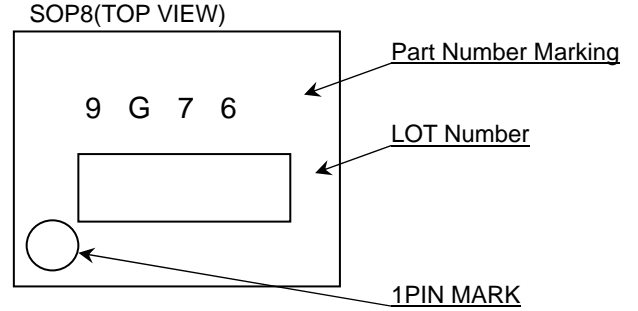 SOP8(TOP VIEW)
Part Number Marking
9 G 7 6
LOT Number
1PIN MARK